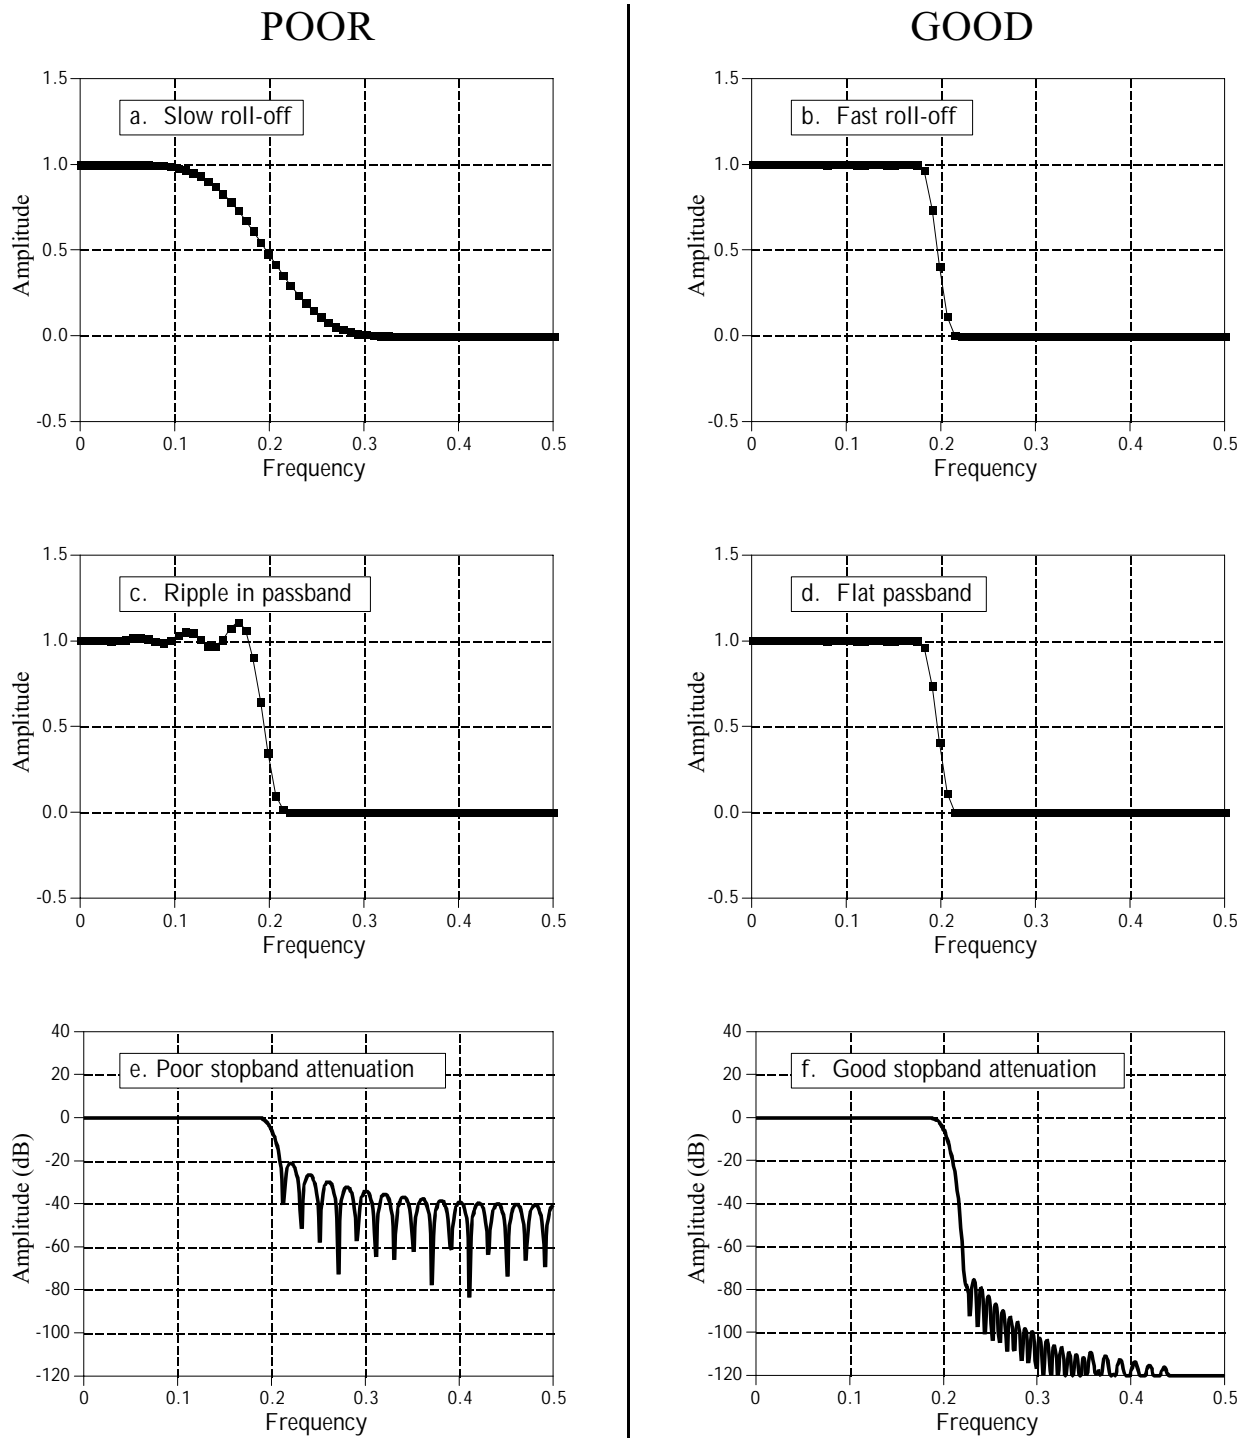 POOR
GOOD
a. Slow roll-off
1.5
1.0
0.5
0.0
-0.5
Amplitude
0 0.1 0.2 0.3 0.4 0.5
Frequency
b. Fast roll-off
1.5
1.0
0.5
0.0
-0.5
Amplitude
0 0.1 0.2 0.3 0.4 0.5
Frequency
c. Ripple in passband
1.5
1.0
0.5
0.0
-0.5
Amplitude
0 0.1 0.2 0.3 0.4 0.5
Frequency
d. Flat passband
1.5
1.0
0.5
0.0
-0.5
Amplitude
0 0.1 0.2 0.3 0.4 0.5
Frequency
e. Poor stopband attenuation
40
20
0
-20
-40
-60
-80
-100
-120
Amplitude (dB)
0 0.1 0.2 0.3 0.4 0.5
Frequency
f. Good stopband attenuation
40
20
0
-20
-40
-60
-80
-100
-120
Amplitude (dB)
0 0.1 0.2 0.3 0.4 0.5
Frequency